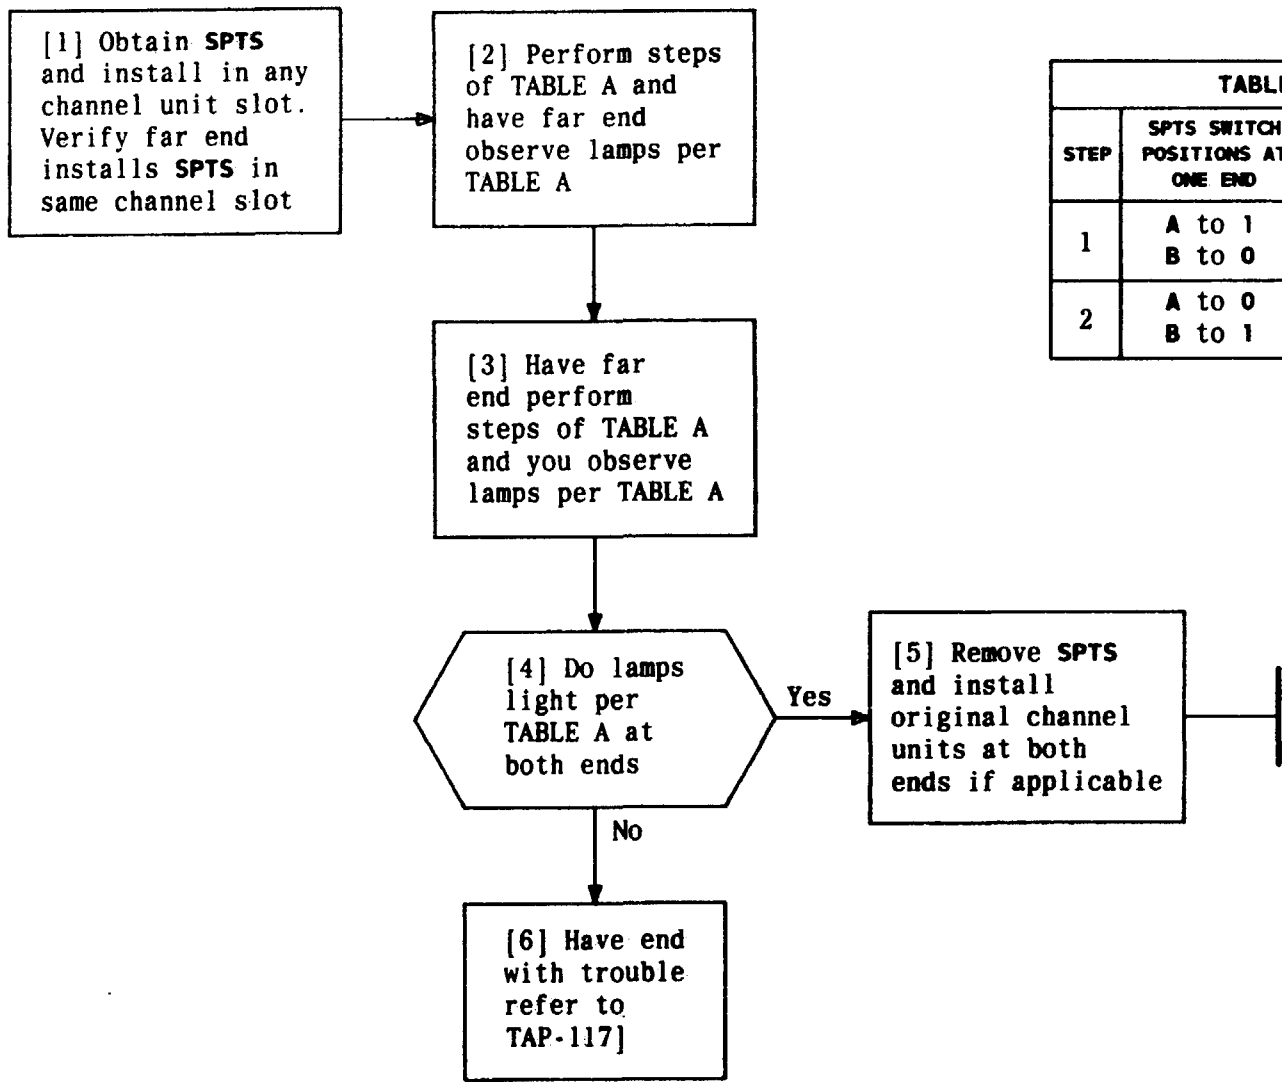 [1] Obtain SPTS
and install in any
channel unit slot.
Verify far end
installs SPTS in
same channel slot
[2] Perform steps
of TABLE A and
have far end
observe lamps per
TABLE A
[3] Have far
end perform
steps of TABLE A
and you observe
lamps per TABLE A
[4] Do lamps
light per
TABLE A at
both ends
Yes
No
[5] Remove SPTS
and install
original channel
units at both
ends if applicable
[6] Have end
with trouble
refer to
TAP-117]
TABLE
STEP
SPTS SWITCH
POSITIONS AT
ONE END
1
A to 1
B to 0
2
A to 0
B to 1